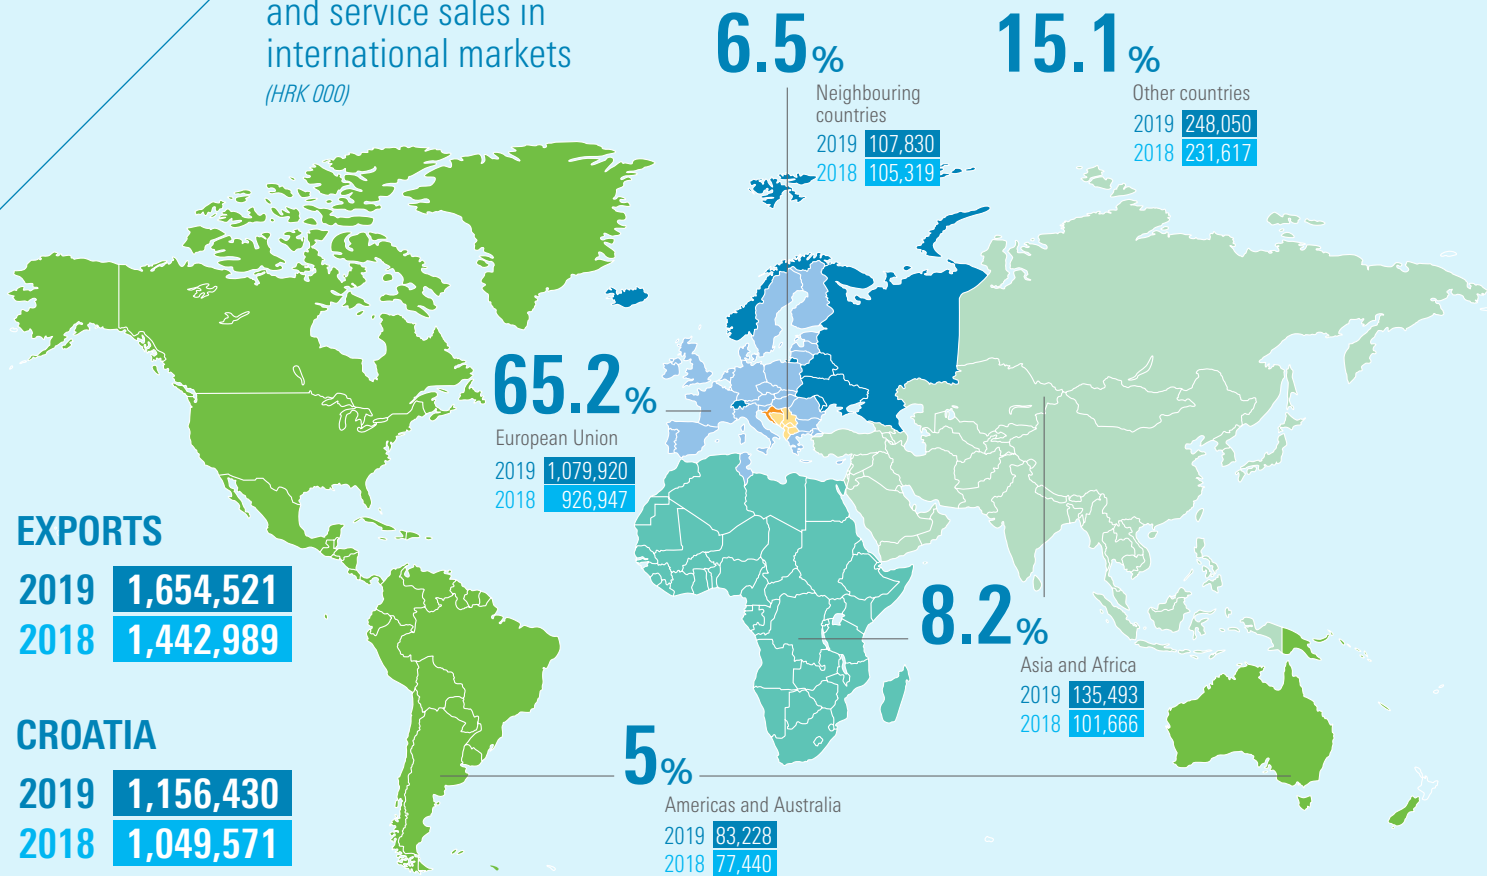 and service sales in
international markets
(HRK 000)
6.5%
Neighbouring
countries
2019 107,830
2018 105,319
15.1%
Other countries
2019 248,050
2018 231,617
65.2%
European Union
2019 1,079,920
2018 926,947
EXPORTS
2019 1,654,521
2018 1,442,989
8.2%
Asia and Africa
2019 135,493
2018 101,666
CROATIA
2019 1,156,430
2018 1,049,571
5%
Americas and Australia
2019 83,228
2018 77,440